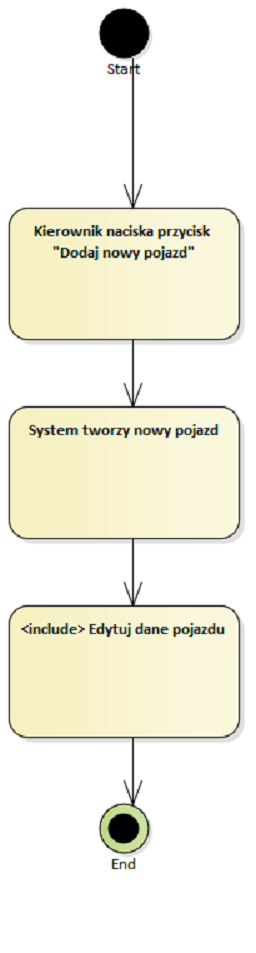 Start
Kierownik naciska przycisk
"Dodaj nowy pojazd"
System tworzy nowy pojazd
<include> Edytuj dane pojazdu
End